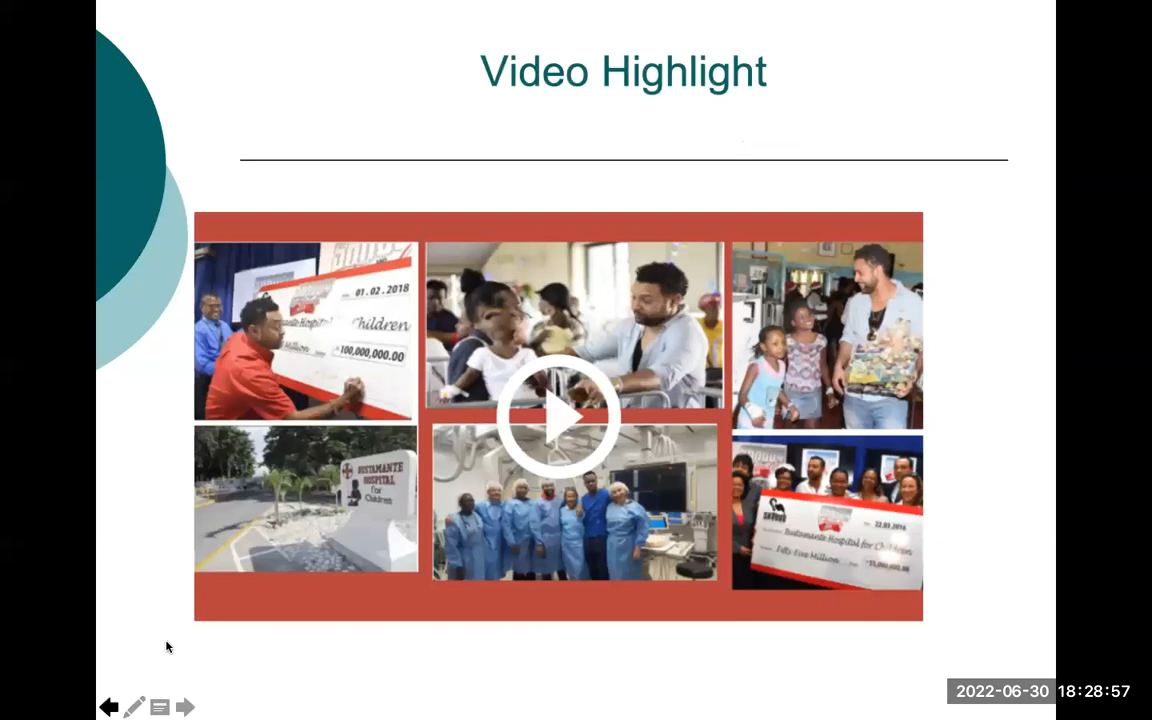 Video Highlight
01.02.2018
Children
100,000,000.00
BUSTAMANTE
HOSPITAL
For
Children
22.03.2016
Bustamante Hospital for Children
Fifty-Five Million
2022-06-30 18:28:57